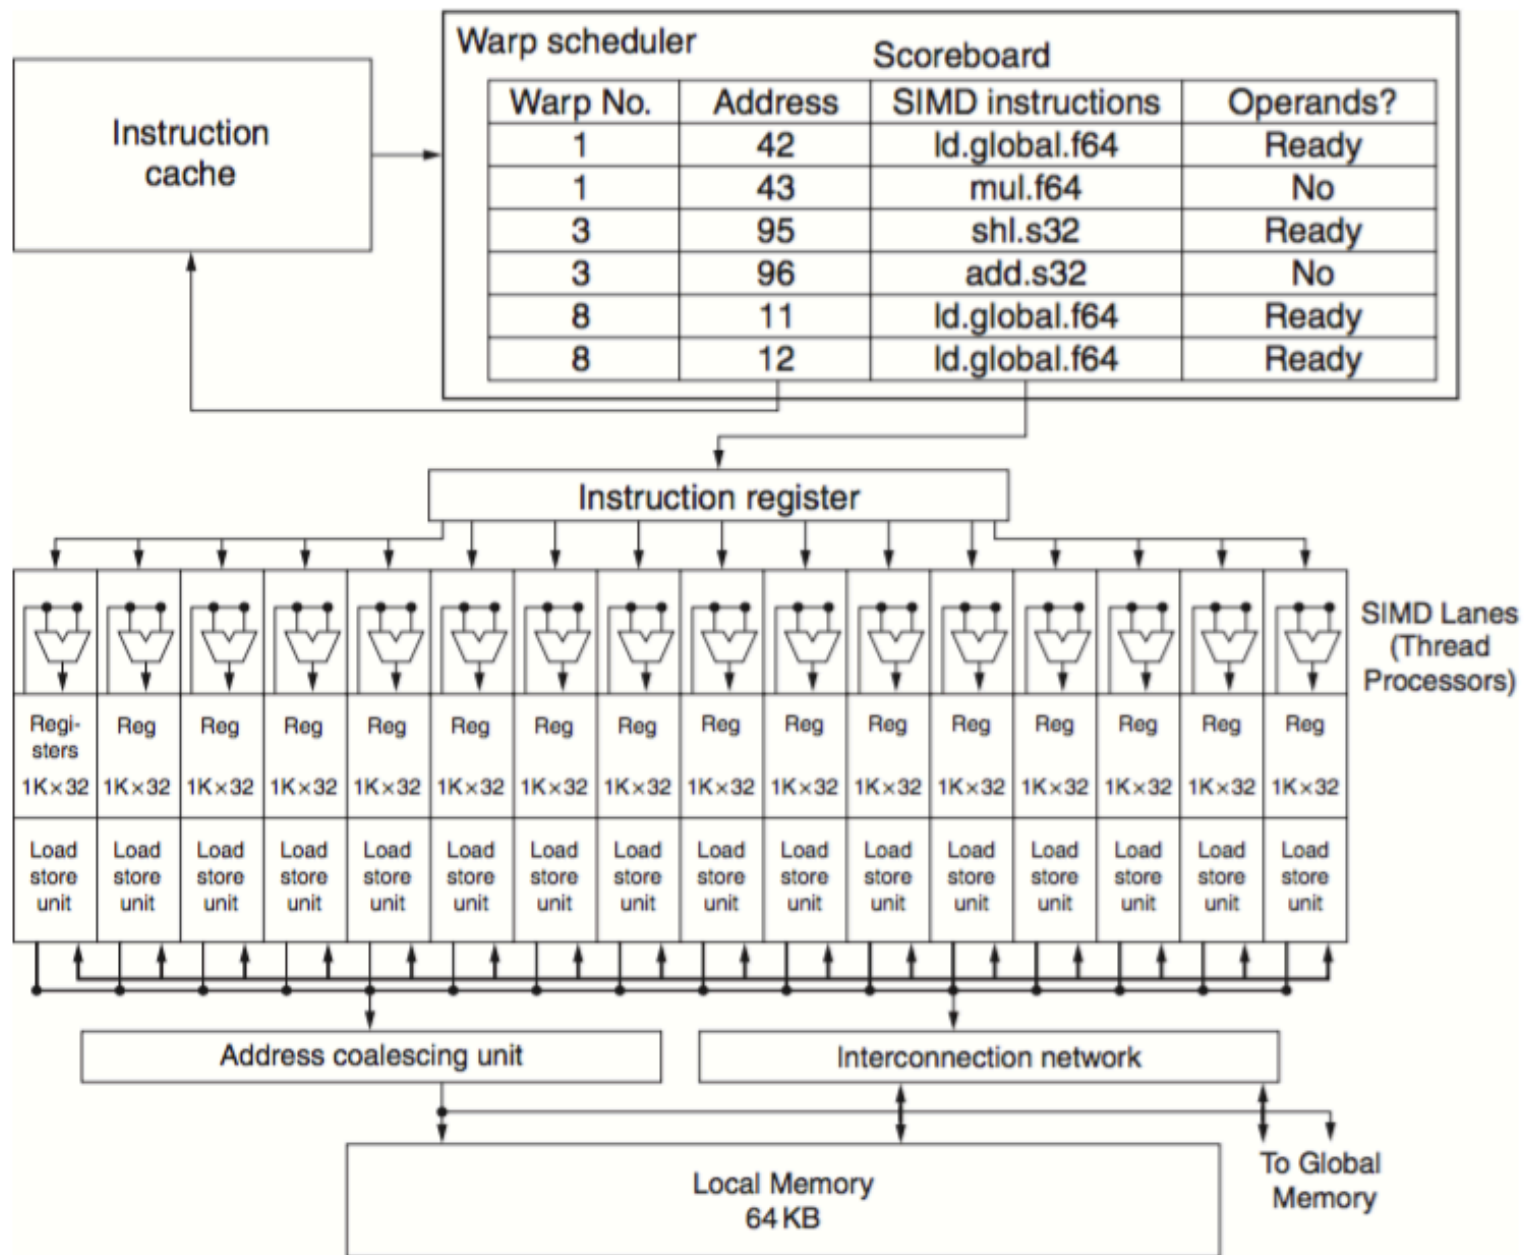 Warp scheduler
Scoreboard
Warp No. Address SIMD instructions Operands?
1 42 ld.global.f64 Ready
1 43 mul.f64 No
3 95 shl.s32 Ready
3 96 add.s32 No
8 11 ld.global.f64 Ready
8 12 ld.global.f64 Ready
Instruction
cache
Instruction register
SIMD Lanes
(Thread
Processors)
Regi-
sters
Reg Reg Reg Reg Reg Reg Reg Reg Reg Reg Reg Reg Reg Reg Reg
1K×32 1K×32 1K×32 1K×32 1K×32 1K×32 1K×32 1K×32 1K×32 1K×32 1K×32 1K×32 1K×32 1K×32 1K×32 1K×32
Load Load Load Load Load Load Load Load Load Load Load Load Load Load Load Load
store store store store store store store store store store store store store store store store
unit unit unit unit unit unit unit unit unit unit unit unit unit unit unit unit
Address coalescing unit
Interconnection network
Local Memory
64 KB
To Global
Memory